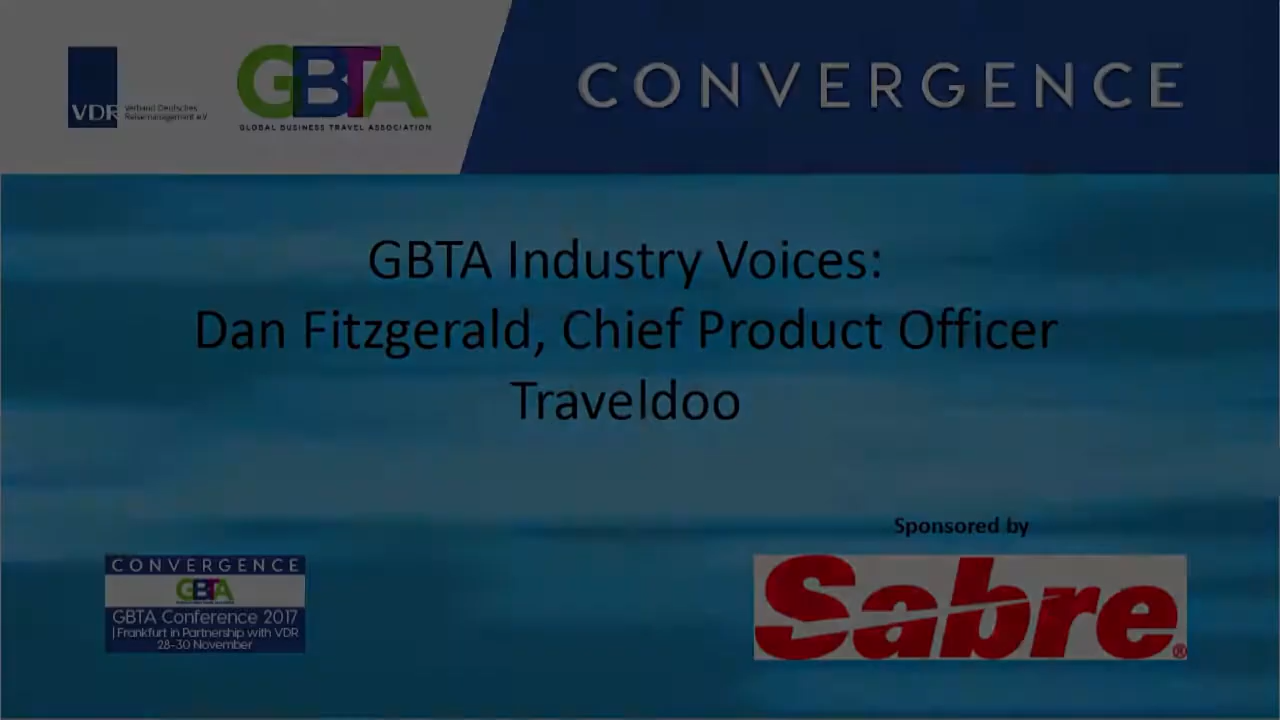 VDR
Verband Deutsches
Reisemanagement e.V.
GBTA
GLOBAL BUSINESS TRAVEL ASSOCIATION
CONVERGENCE
GBTA Industry Voices:
Dan Fitzgerald, Chief Product Officer
Traveldoo
Sponsored by
Sabre®
CONVERGENCE
GBTA
GBTA Conference 2017
| Frankfurt in Partnership with VDR
28-30 November